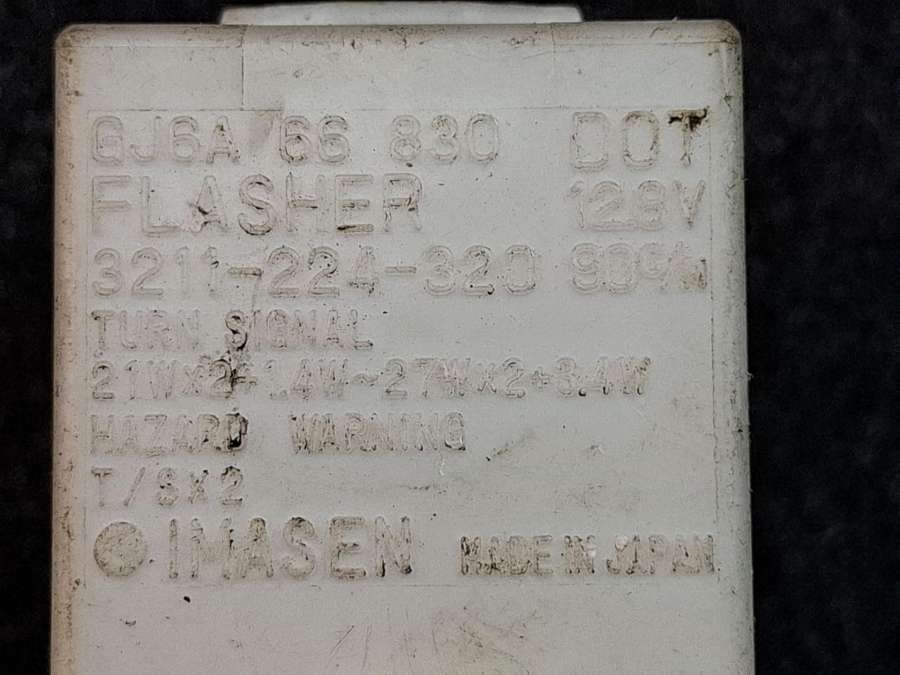 GJ6A 66 830 DOT
FLASHER 12.8V
3211-224-320 90c/m
TURN SIGNAL
21W×2+1.4W~27W×2+3.4W
HAZARD WARNING
T/S×2
IMASEN MADE IN JAPAN